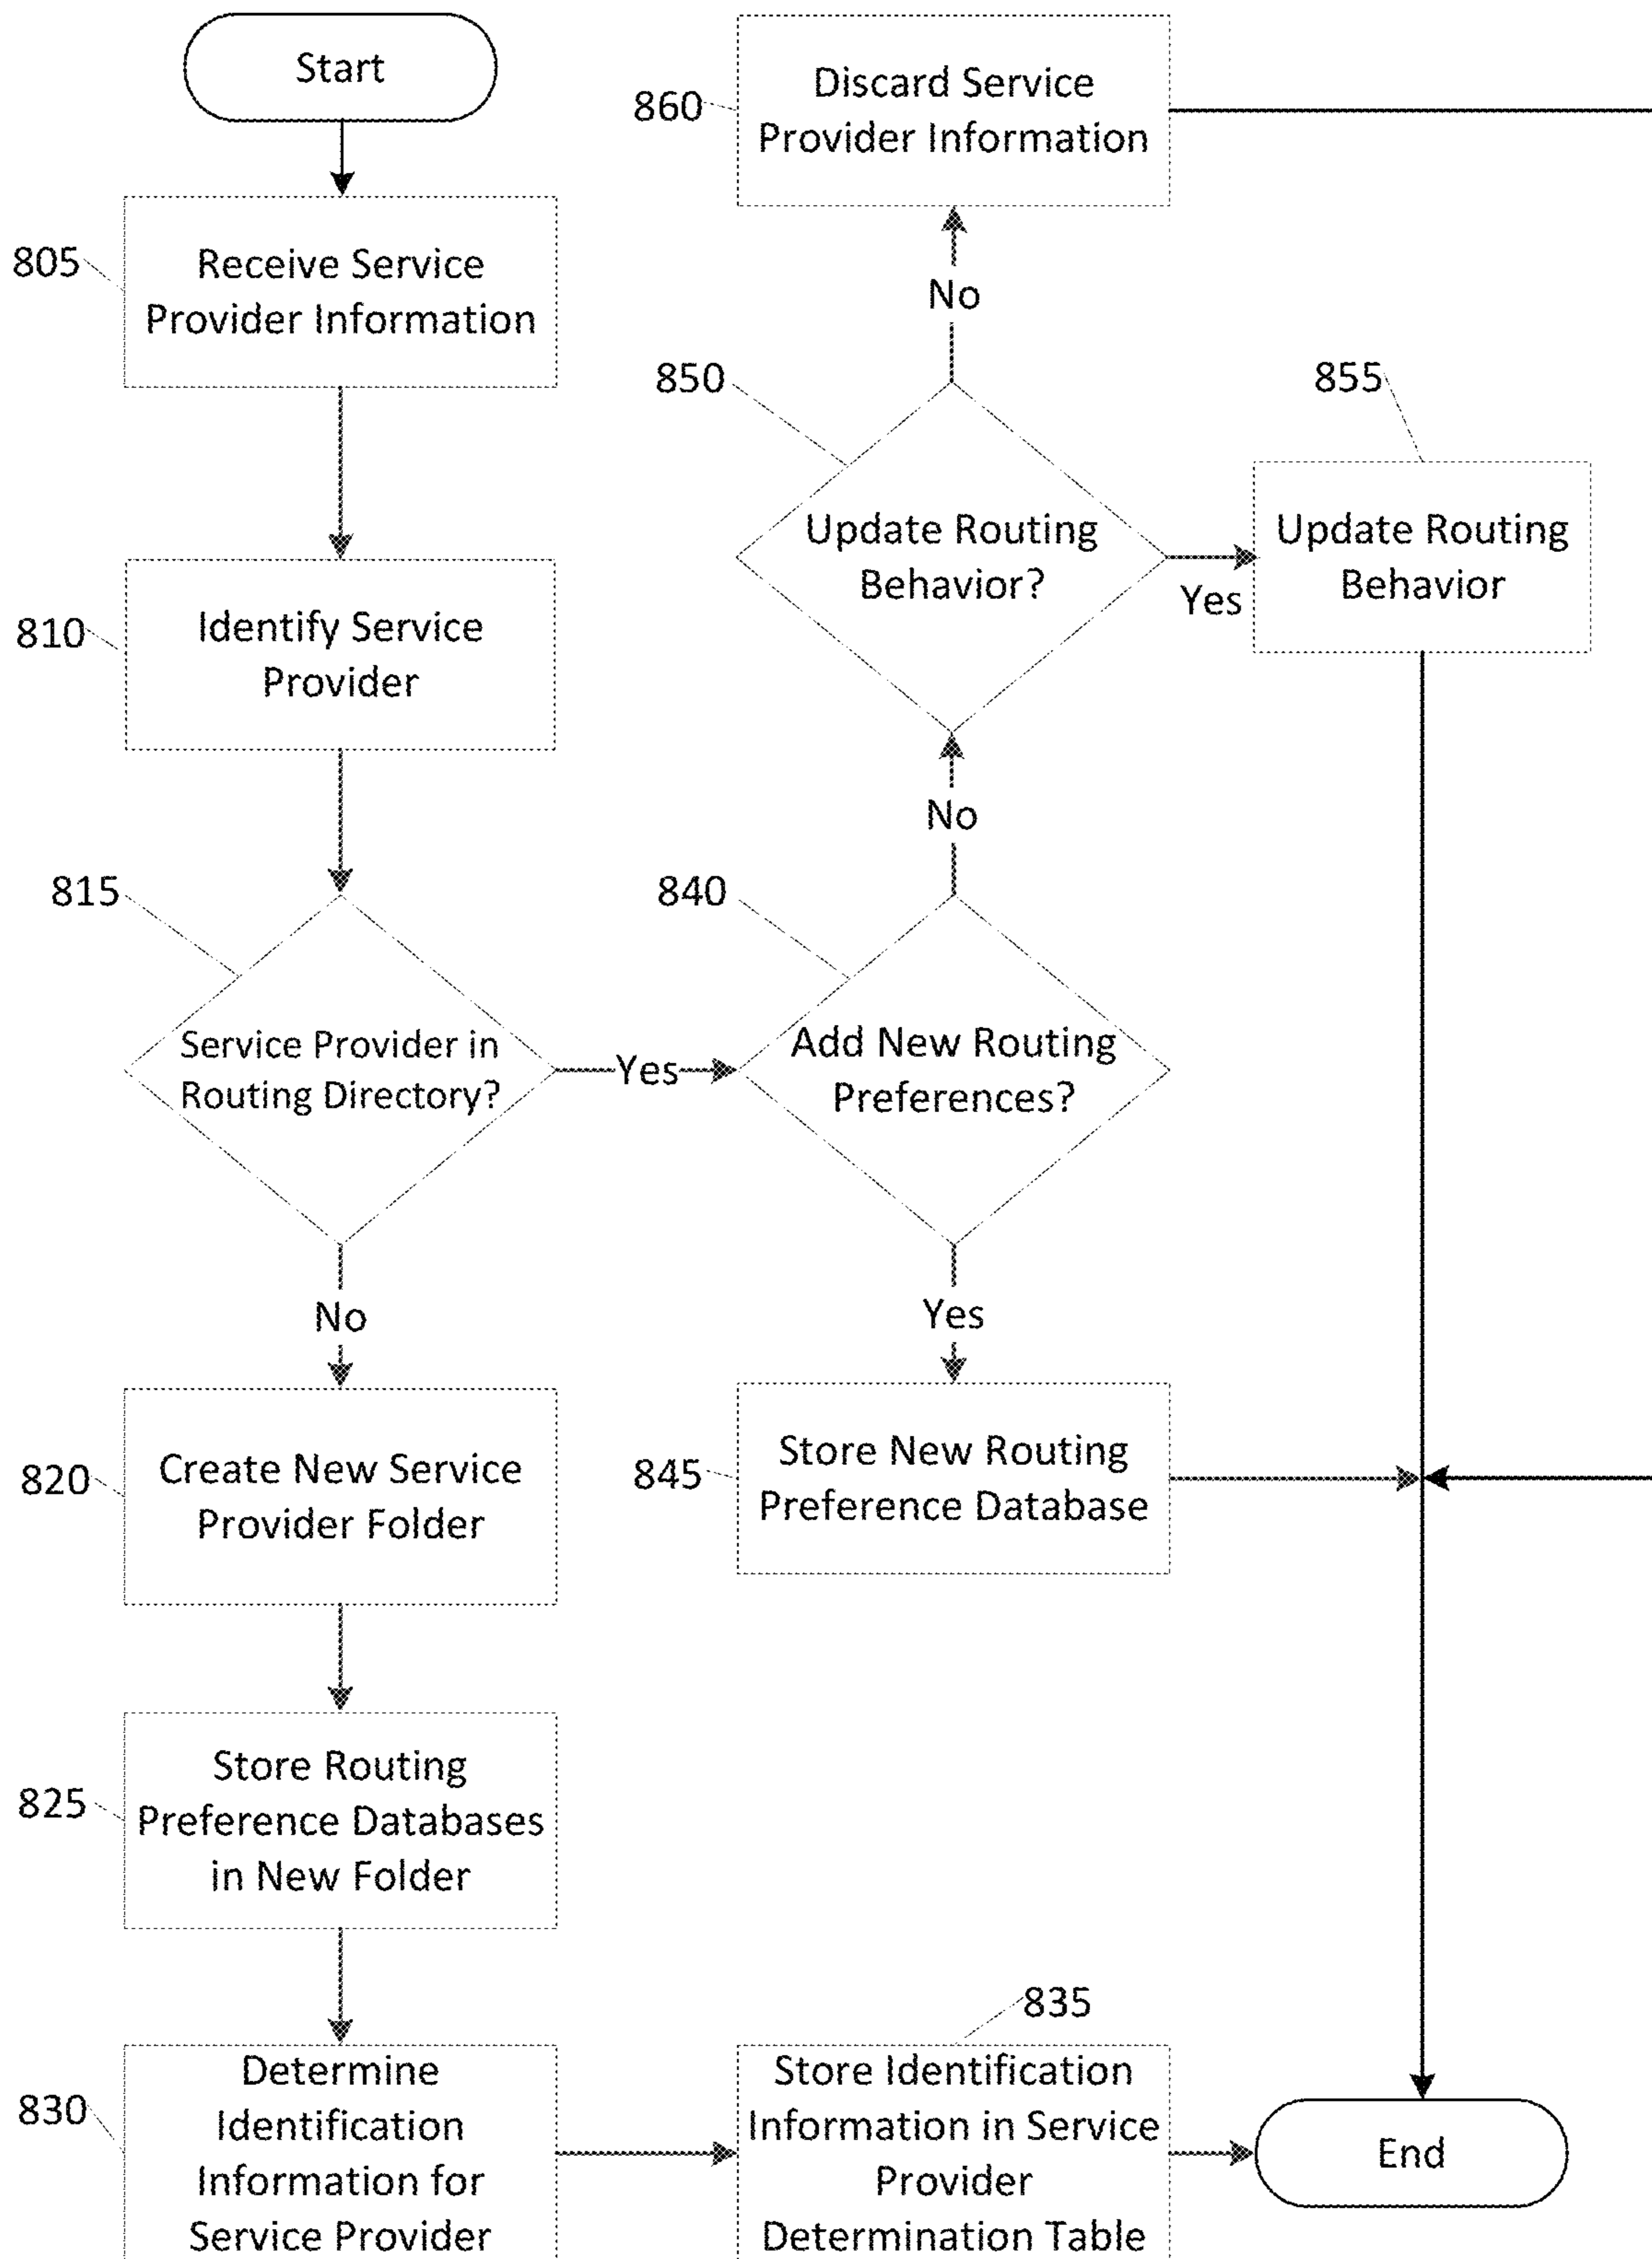 Start
805
Receive Service
Provider Information
810
Identify Service
Provider
815
Service Provider in
Routing Directory?
Yes
No
820
Create New Service
Provider Folder
825
Store Routing
Preference Databases
in New Folder
830
Determine
Identification
Information for
Service Provider
835
Store Identification
Information in Service
Provider
Determination Table
End
840
Add New Routing
Preferences?
Yes
845
Store New Routing
Preference Database
No
850
Update Routing
Behavior?
Yes
855
Update Routing
Behavior
No
860
Discard Service
Provider Information